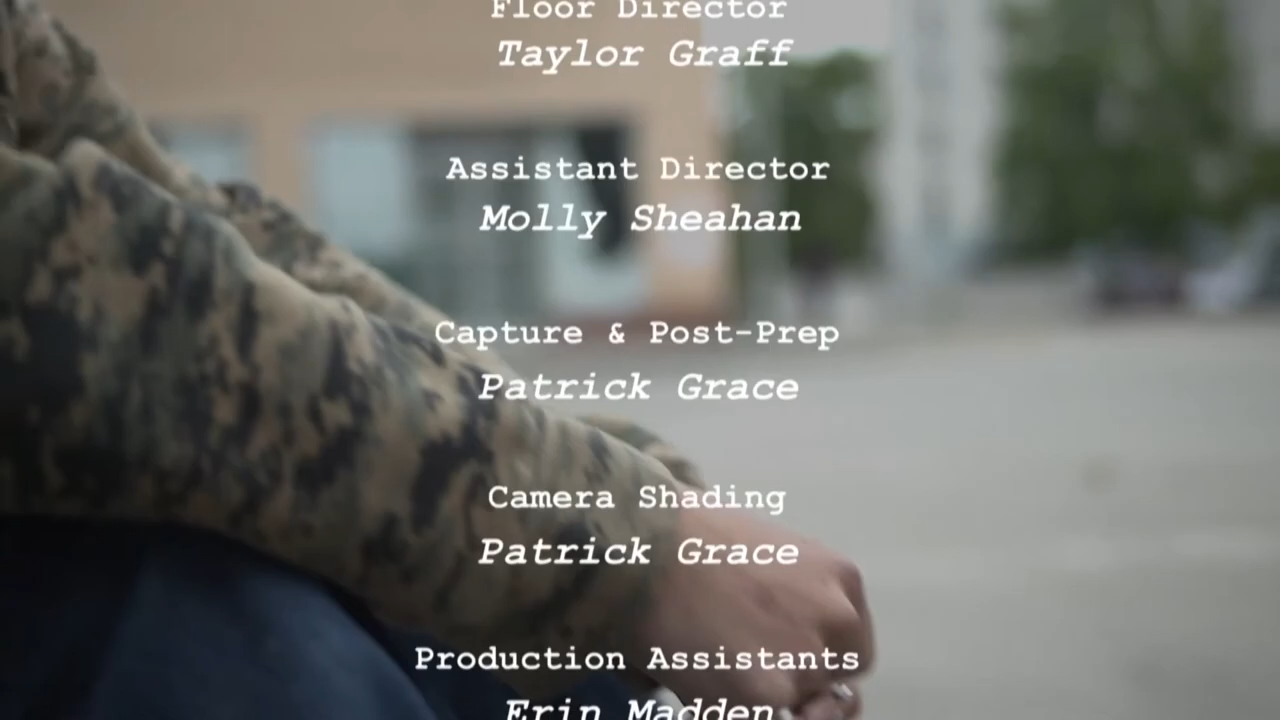 Floor Director
Taylor Graff
Assistant Director
Molly Sheahan
Capture & Post-Prep
Patrick Grace
Camera Shading
Patrick Grace
Production Assistants
Erin Madden